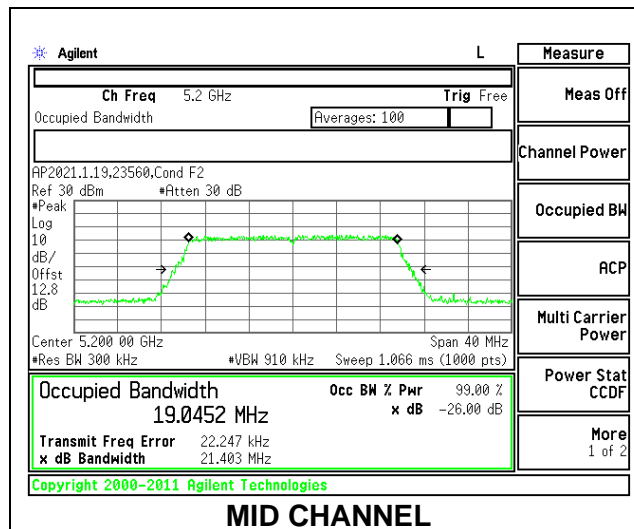 Agilent L Measure
Ch Freq 5.2 GHz Trig Free
Meas Off
Occupied Bandwidth Averages: 100
Channel Power
AP2021.1.19,23560,Cond F2
Ref 30 dBm #Atten 30 dB
#Peak
Log
10
dB/
Offst
12.8
dB
Occupied BW
ACP
Center 5.200 00 GHz Span 40 MHz
#Res BW 300 kHz #VBW 910 kHz Sweep 1.066 ms (1000 pts)
Multi Carrier
Power
Occupied Bandwidth Occ BW % Pwr 99.00 %
19.0452 MHz x dB -26.00 dB
Power Stat
CCDF
Transmit Freq Error 22.247 kHz
x dB Bandwidth 21.403 MHz
More
1 of 2
Copyright 2000-2011 Agilent Technologies
MID CHANNEL